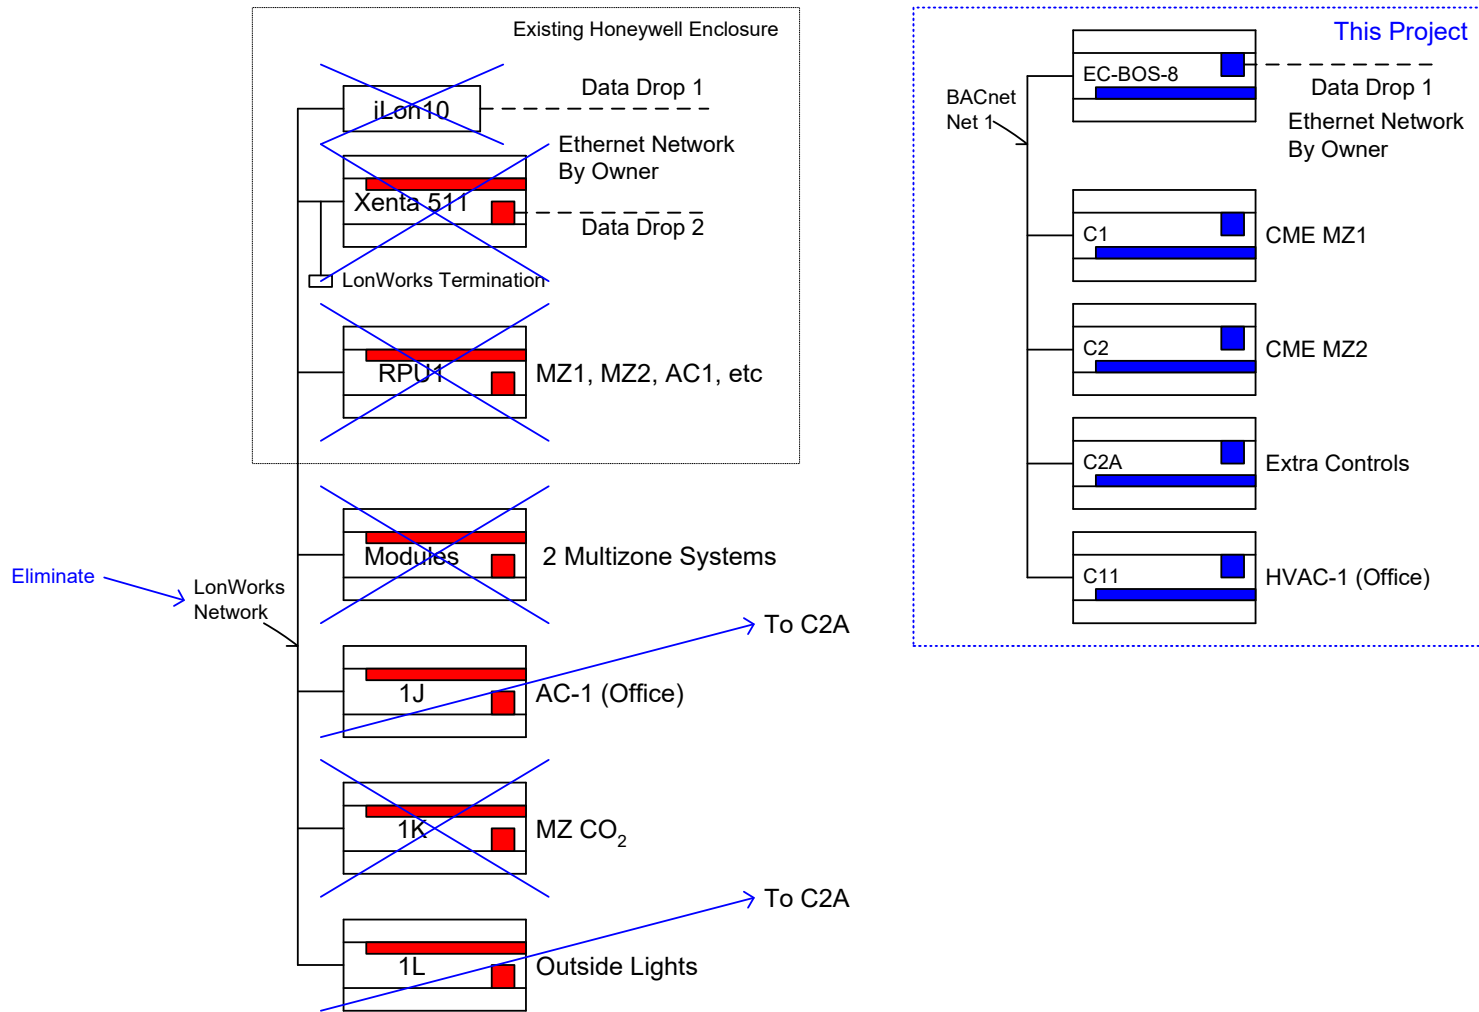 Existing Honeywell Enclosure
iLon10
Data Drop 1
Ethernet Network
By Owner
Xenta 511
Data Drop 2
LonWorks Termination
RPU1
MZ1, MZ2, AC1, etc
Modules
2 Multizone Systems
Eliminate
LonWorks
Network
To C2A
1J
AC-1 (Office)
1K
MZ CO2
To C2A
1L
Outside Lights
This Project
EC-BOS-8
BACnet
Net 1
Data Drop 1
Ethernet Network
By Owner
C1
CME MZ1
C2
CME MZ2
C2A
Extra Controls
C11
HVAC-1 (Office)